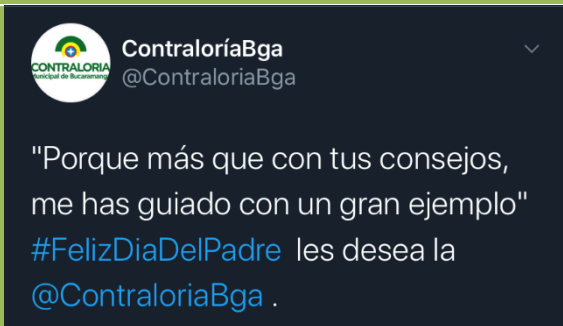 CONTRALORIA
Municipal de Bucaramanga
ContraloríaBga
@ContraloriaBga
"Porque más que con tus consejos,
me has guiado con un gran ejemplo"
#FelizDiaDelPadre les desea la
@ContraloriaBga .